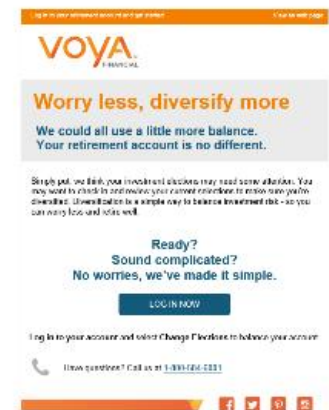 Log in to your retirement account and get started
View as web page
VOYA
FINANCIAL
Worry less, diversify more
We could all use a little more balance.
Your retirement account is no different.
Simply put, we think your investment elections may need some attention. You
may want to check in and review your current selections to make sure you're
diversified. Diversification is a simple way to balance investment risk - so you
can worry less and retire well.
Ready?
Sound complicated?
No worries, we've made it simple.
LOG IN NOW
Log in to your account and select Change Elections to balance your account
Have questions? Call us at 1-800-584-6001